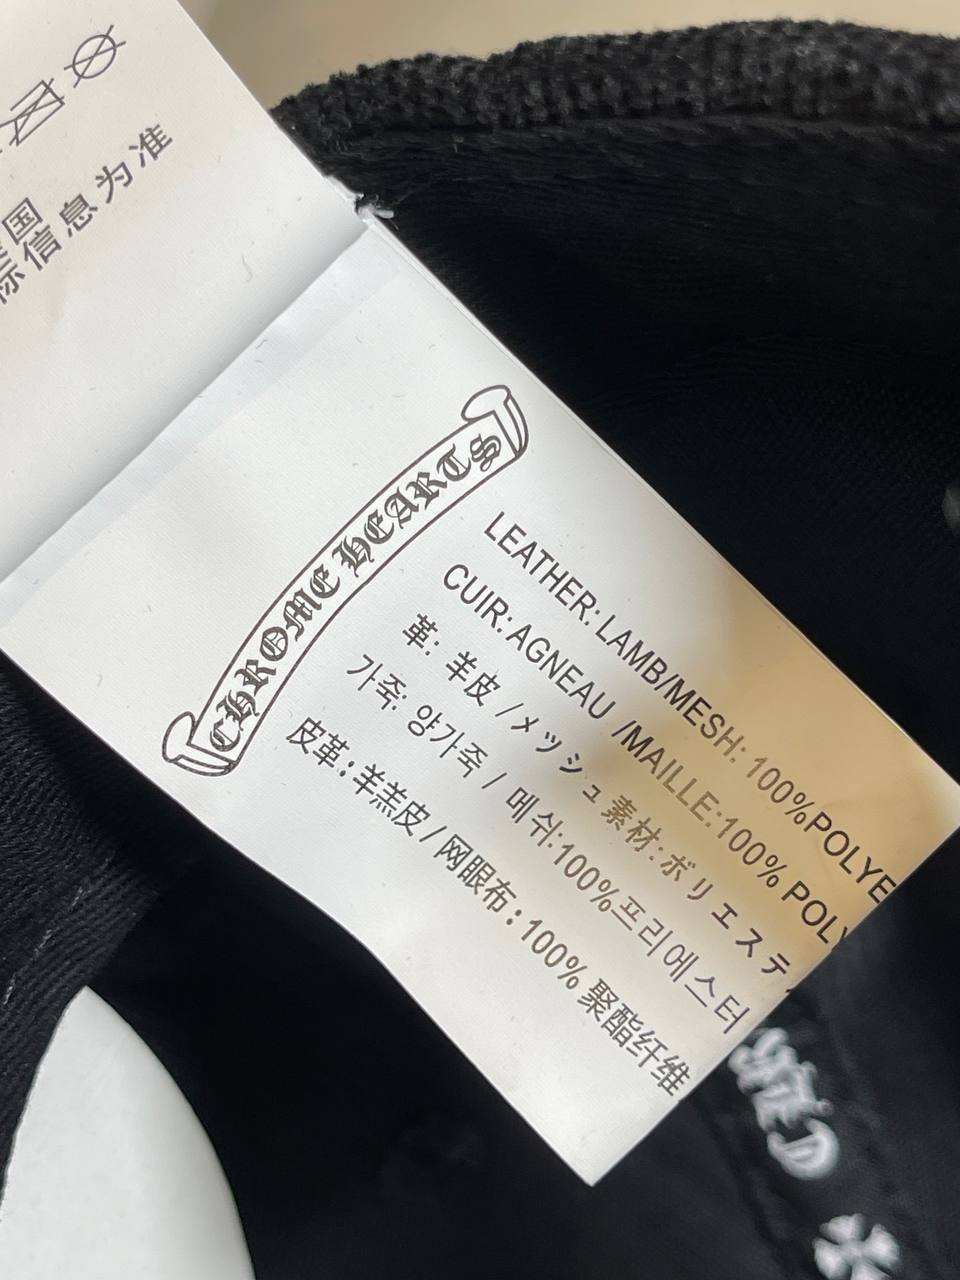 国
信息为准
CHROME HEARTS
LEATHER: LAMB/MESH: 100%POLYE
CUIR: AGNEAU /MAILLE:100% POLY
革: 羊皮 /メッシュ素材:ポリエステ
가죽: 양가죽 / 메쉬:100%프리에스터
皮革:羊羔皮/网眼布:100% 聚酯纤维